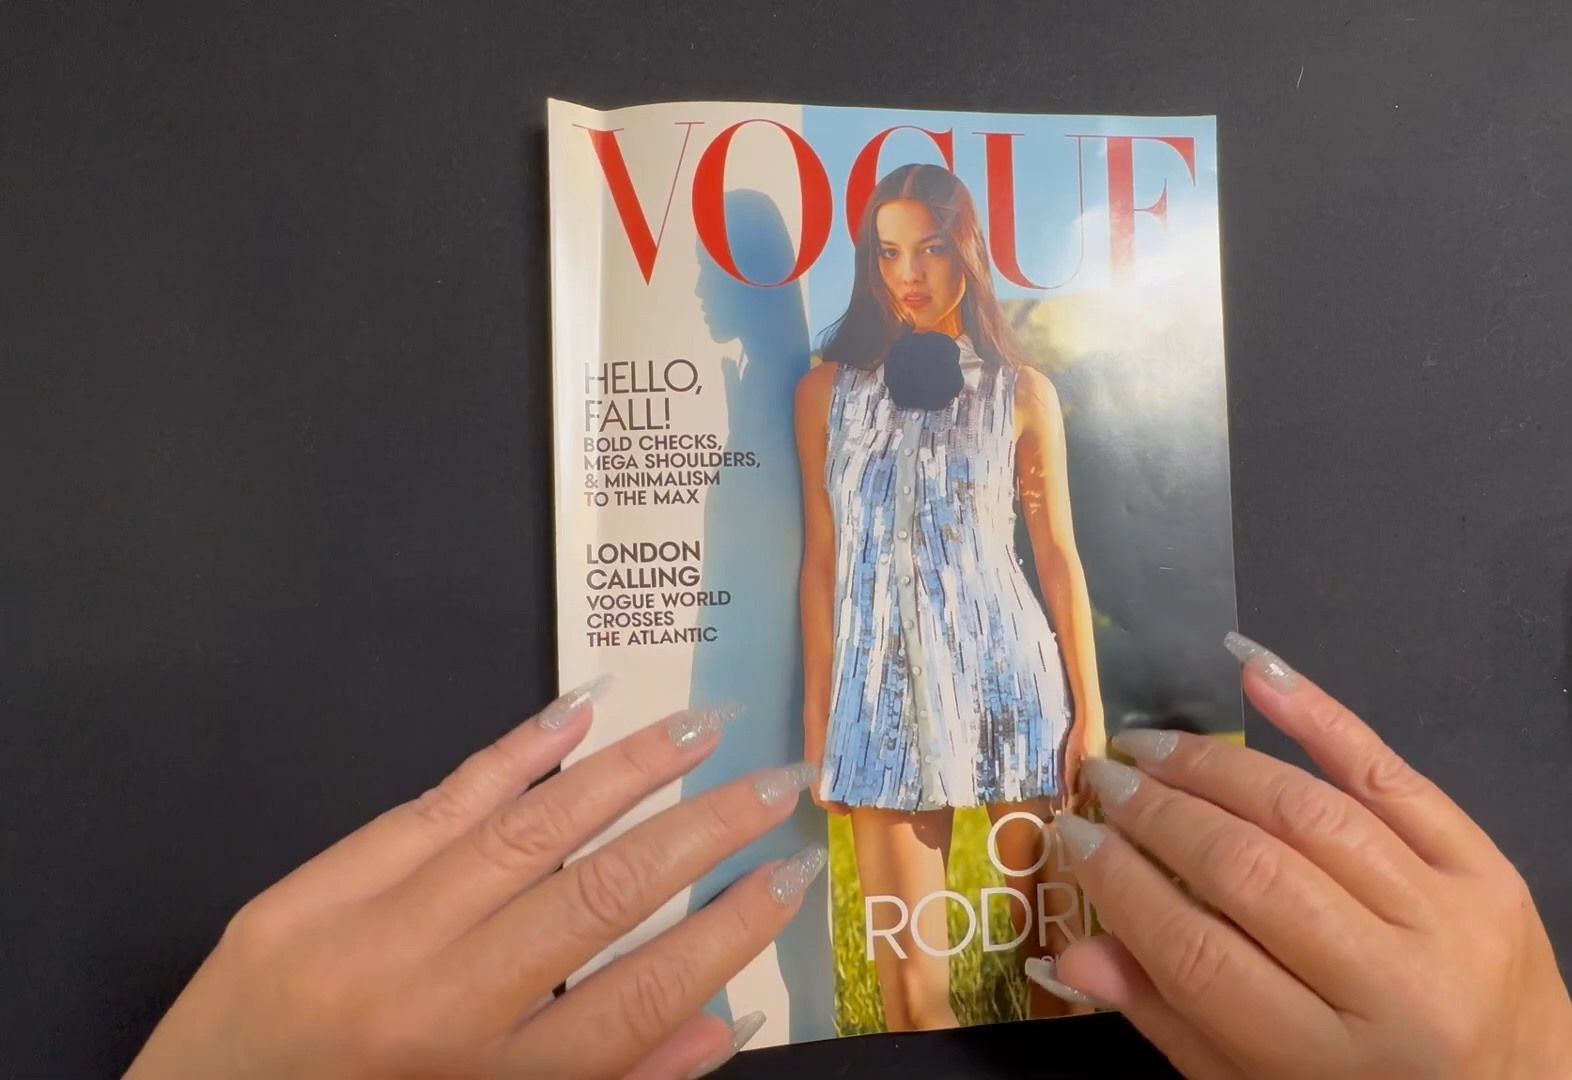 VOGUE
HELLO,
FALL!
BOLD CHECKS,
MEGA SHOULDERS,
& MINIMALISM
TO THE MAX
LONDON
CALLING
VOGUE WORLD
CROSSES
THE ATLANTIC